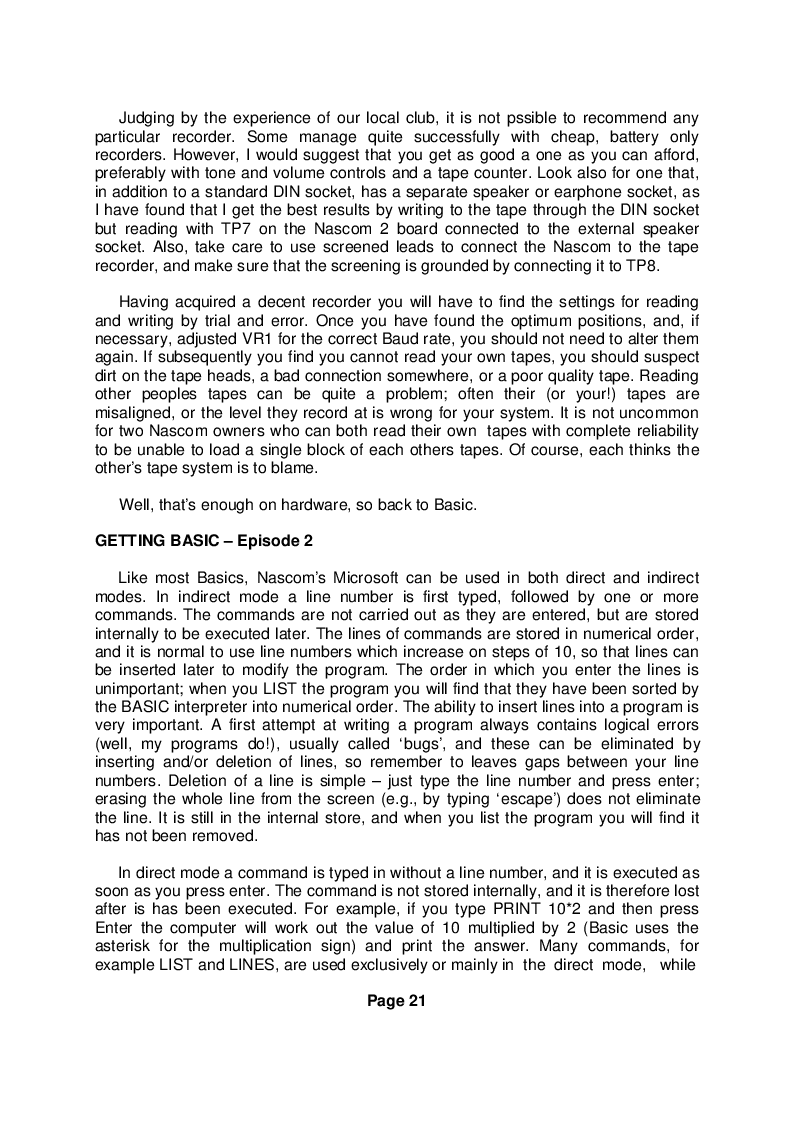 Judging by the experience of our local club, it is not pssible to recommend any
particular recorder. Some manage quite successfully with cheap, battery only
recorders. However, I would suggest that you get as good a one as you can afford,
preferably with tone and volume controls and a tape counter. Look also for one that,
in addition to a standard DIN socket, has a separate speaker or earphone socket, as
I have found that I get the best results by writing to the tape through the DIN socket
but reading with TP7 on the Nascom 2 board connected to the external speaker
socket. Also, take care to use screened leads to connect the Nascom to the tape
recorder, and make sure that the screening is grounded by connecting it to TP8.
Having acquired a decent recorder you will have to find the settings for reading
and writing by trial and error. Once you have found the optimum positions, and, if
necessary, adjusted VR1 for the correct Baud rate, you should not need to alter them
again. If subsequently you find you cannot read your own tapes, you should suspect
dirt on the tape heads, a bad connection somewhere, or a poor quality tape. Reading
other peoples tapes can be quite a problem; often their (or your!) tapes are
misaligned, or the level they record at is wrong for your system. It is not uncommon
for two Nascom owners who can both read their own tapes with complete reliability
to be unable to load a single block of each others tapes. Of course, each thinks the
other's tape system is to blame.
Well, that's enough on hardware, so back to Basic.
GETTING BASIC – Episode 2
Like most Basics, Nascom's Microsoft can be used in both direct and indirect
modes. In indirect mode a line number is first typed, followed by one or more
commands. The commands are not carried out as they are entered, but are stored
internally to be executed later. The lines of commands are stored in numerical order,
and it is normal to use line numbers which increase on steps of 10, so that lines can
be inserted later to modify the program. The order in which you enter the lines is
unimportant; when you LIST the program you will find that they have been sorted by
the BASIC interpreter into numerical order. The ability to insert lines into a program is
very important. A first attempt at writing a program always contains logical errors
(well, my programs do!), usually called ‘bugs’, and these can be eliminated by
inserting and/or deletion of lines, so remember to leaves gaps between your line
numbers. Deletion of a line is simple – just type the line number and press enter;
erasing the whole line from the screen (e.g., by typing ‘escape’) does not eliminate
the line. It is still in the internal store, and when you list the program you will find it
has not been removed.
In direct mode a command is typed in without a line number, and it is executed as
soon as you press enter. The command is not stored internally, and it is therefore lost
after is has been executed. For example, if you type PRINT 10*2 and then press
Enter the computer will work out the value of 10 multiplied by 2 (Basic uses the
asterisk for the multiplication sign) and print the answer. Many commands, for
example LIST and LINES, are used exclusively or mainly in the direct mode, while
Page 21